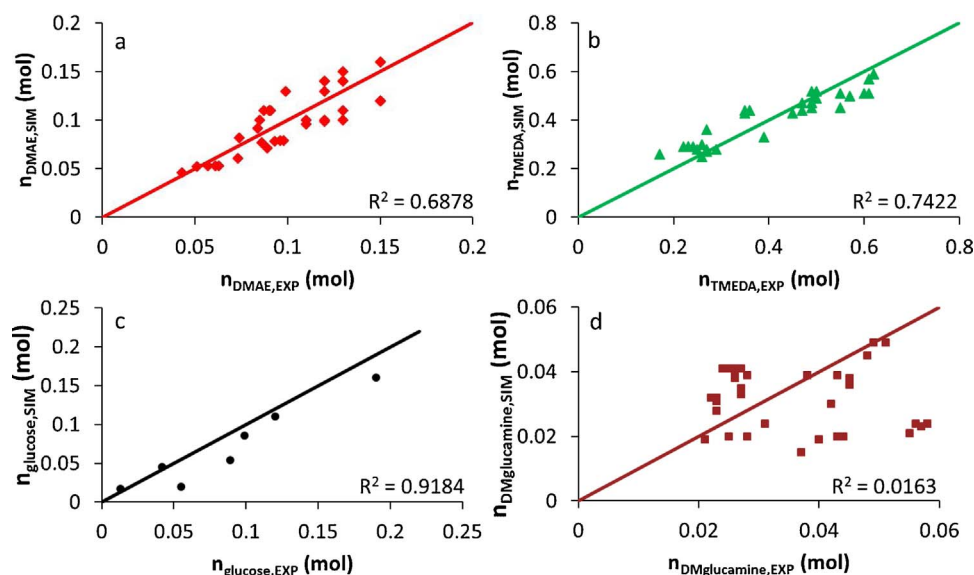 a
n_DMAE,SIM (mol)
0.2
0.15
0.1
0.05
0
0
0.05
0.1
0.15
0.2
R² = 0.6878
n_DMAE,EXP (mol)
b
n_TMEDA,SIM (mol)
0.8
0.6
0.4
0.2
0
0
0.2
0.4
0.6
0.8
R² = 0.7422
n_TMEDA,EXP (mol)
c
n_glucose,SIM (mol)
0.25
0.2
0.15
0.1
0.05
0
0
0.05
0.1
0.15
0.2
0.25
R² = 0.9184
n_glucose,EXP (mol)
d
n_DMglucamine,SIM (mol)
0.06
0.04
0.02
0
0
0.02
0.04
0.06
R² = 0.0163
n_DMglucamine,EXP (mol)